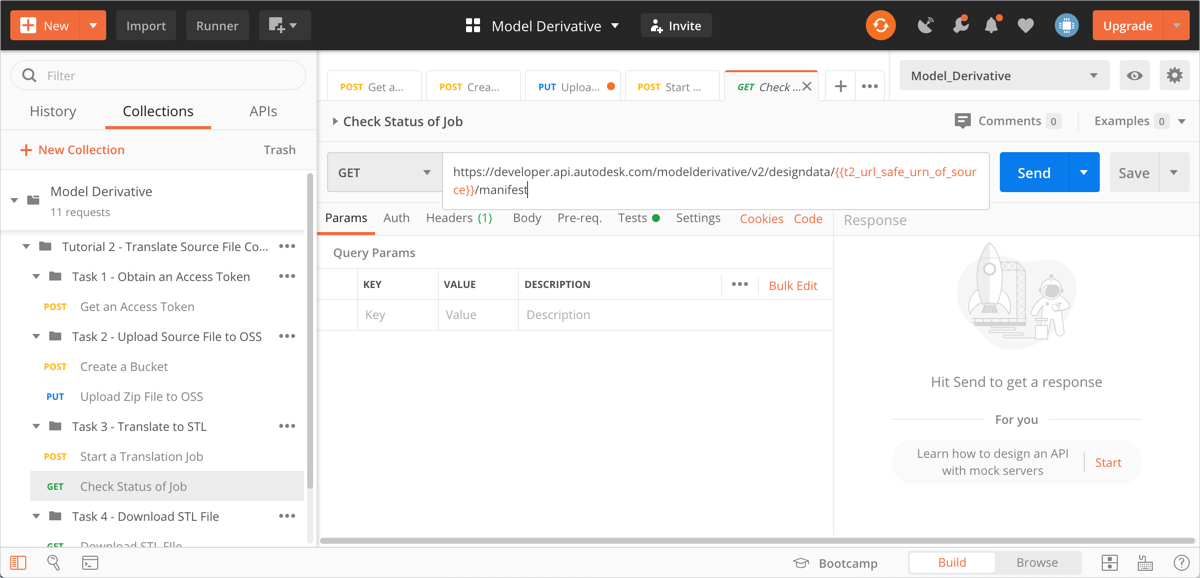 New
Import
Runner
Model Derivative
Invite
Upgrade
Filter
History
Collections
APIs
New Collection
Trash
Model Derivative
11 requests
Tutorial 2 - Translate Source File Co...
Task 1 - Obtain an Access Token
POST Get an Access Token
Task 2 - Upload Source File to OSS
POST Create a Bucket
PUT Upload Zip File to OSS
Task 3 - Translate to STL
POST Start a Translation Job
GET Check Status of Job
Task 4 - Download STL File
GET Download STL File
POST Get a...
POST Crea...
PUT Uploa...
POST Start ...
GET Check ...
Model_Derivative
Check Status of Job
Comments 0
Examples 0
GET
https://developer.api.autodesk.com/modelderivative/v2/designdata/{{t2_url_safe_urn_of_sour
ce}}/manifest
Send
Save
Params
Auth
Headers (1)
Body
Pre-req.
Tests
Settings
Cookies
Code
Response
Query Params
KEY
VALUE
DESCRIPTION
Bulk Edit
Key
Value
Description
Hit Send to get a response
For you
Learn how to design an API
with mock servers
Start
Bootcamp
Build
Browse